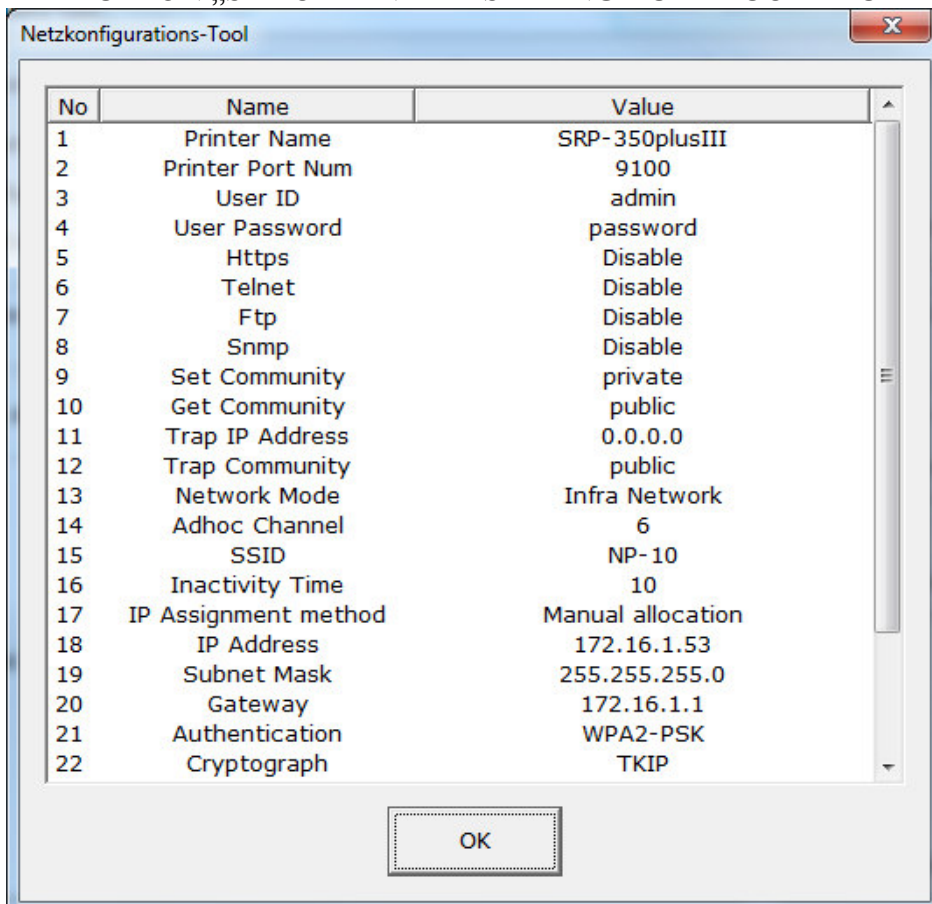 Netzkonfigurations-Tool
No Name Value
1 Printer Name SRP-350plusIII
2 Printer Port Num 9100
3 User ID admin
4 User Password password
5 Https Disable
6 Telnet Disable
7 Ftp Disable
8 Snmp Disable
9 Set Community private
10 Get Community public
11 Trap IP Address 0.0.0.0
12 Trap Community public
13 Network Mode Infra Network
14 Adhoc Channel 6
15 SSID NP-10
16 Inactivity Time 10
17 IP Assignment method Manual allocation
18 IP Address 172.16.1.53
19 Subnet Mask 255.255.255.0
20 Gateway 172.16.1.1
21 Authentication WPA2-PSK
22 Cryptograph TKIP
OK